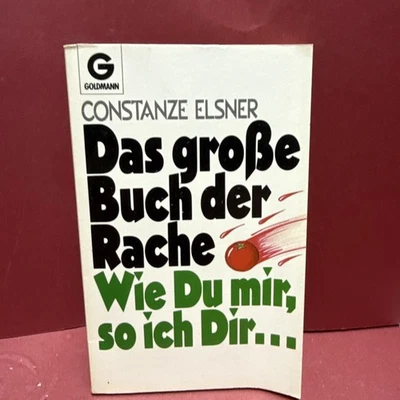 G
GOLDMANN
CONSTANZE ELSNER
Das große
Buch der
Rache
Wie Du mir,
so ich Dir...